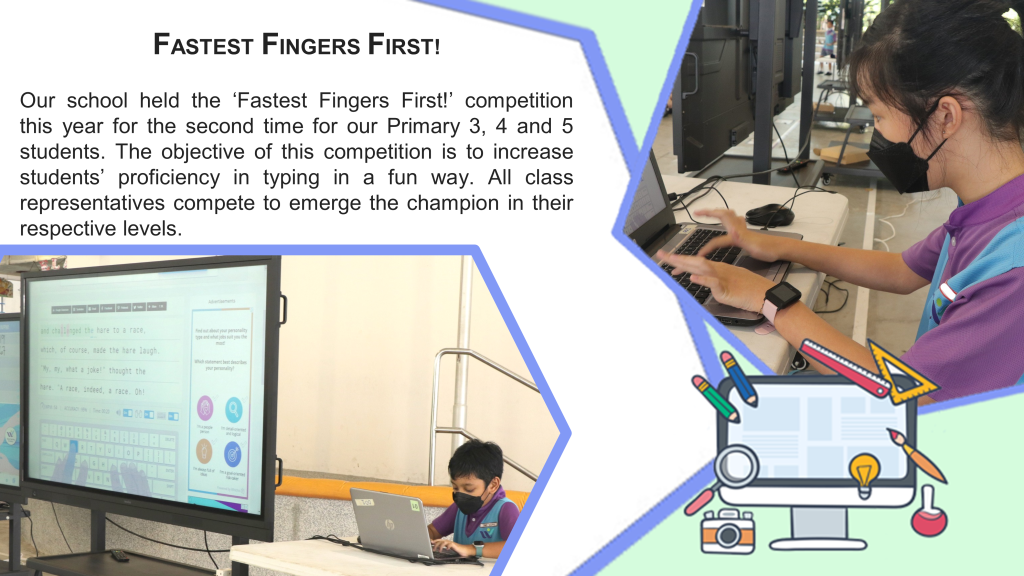 FASTEST FINGERS FIRST!
Our school held the ‘Fastest Fingers First!’ competition
this year for the second time for our Primary 3, 4 and 5
students. The objective of this competition is to increase
students’ proficiency in typing in a fun way. All class
representatives compete to emerge the champion in their
respective levels.
and challenged the hare to a race,
which, of course, made the hare laugh.
"My, my, what a joke!" thought the
hare. "A race, indeed, a race. Oh!
Find out about your personality
type and what jobs suit you the
most!
Which statement best describes
your personality?
hp